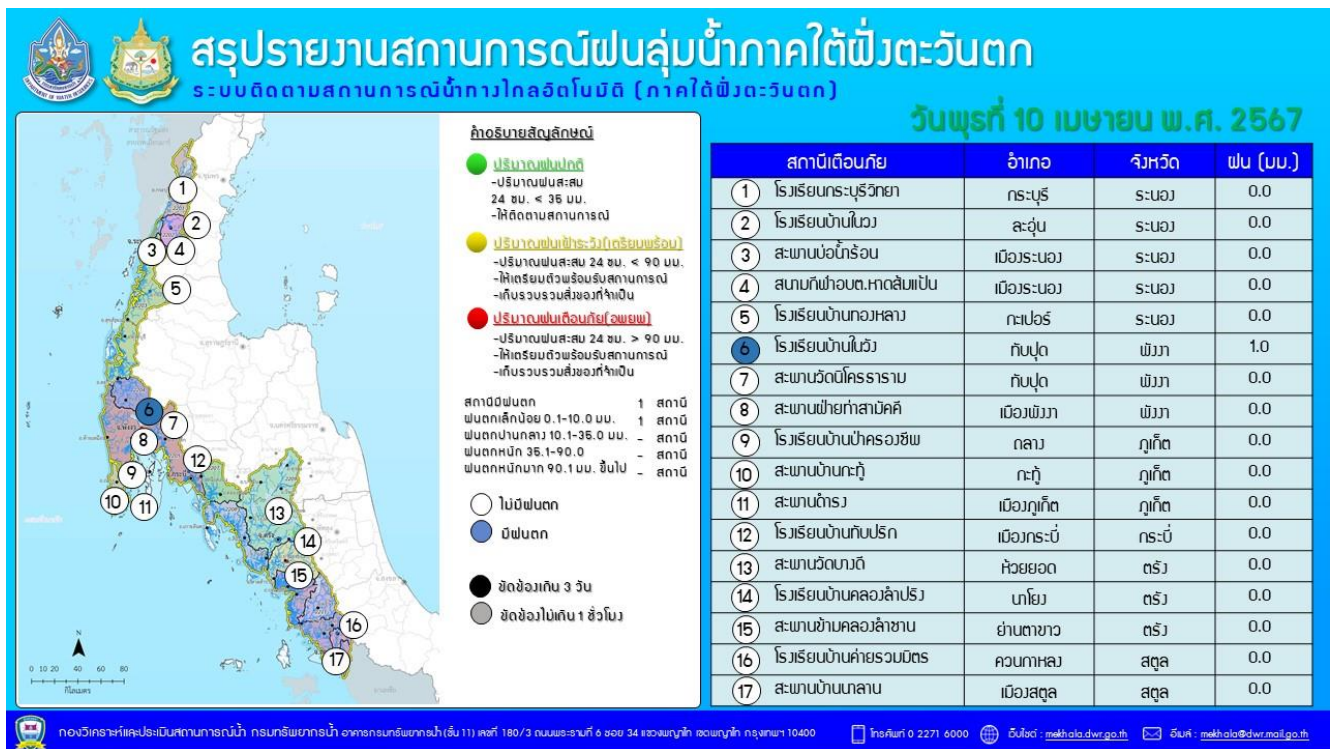 สรุปรายงานสถานการณ์ฝนลุ่มน้ำภาคใต้ฝั่งตะวันตก
ระบบติดตามสถานการณ์น้ำทางไกลอัตโนมัติ (ภาคใต้ฝั่งตะวันตก)
วันพุธที่ 10 เมษายน พ.ศ. 2567
คำอธิบายสัญลักษณ์
ปริมาณฝนปกติ
-ปริมาณฝนสะสม
24 ชม. < 35 มม.
-ให้ติดตามสถานการณ์
ปริมาณฝนเฝ้าระวัง(เตรียมพร้อม)
-ปริมาณฝนสะสม 24 ชม. < 90 มม.
-ให้เตรียมตัวพร้อมรับสถานการณ์
-เก็บรวบรวมสิ่งของที่จำเป็น
ปริมาณฝนเตือนภัย(อพยพ)
-ปริมาณฝนสะสม 24 ชม. > 90 มม.
-ให้เตรียมตัวพร้อมรับสถานการณ์
-เก็บรวบรวมสิ่งของที่จำเป็น
สถานีมีฝนตก 1 สถานี
ฝนตกเล็กน้อย 0.1-10.0 มม. 1 สถานี
ฝนตกปานกลาง 10.1-35.0 มม. - สถานี
ฝนตกหนัก 35.1-90.0 - สถานี
ฝนตกหนักมาก 90.1 มม. ขึ้นไป - สถานี
ไม่มีฝนตก
มีฝนตก
ขัดข้องเกิน 3 วัน
ขัดข้องไม่เกิน 1 ชั่วโมง
1
2
3 4
5
6
7
8
12
9
10 11
13
14
15
16
17
N
0 10 20 40 60 80
กิโลเมตร
สถานีเตือนภัย อำเภอ จังหวัด ฝน (มม.)
1 โรงเรียนกระบุรีวิทยา กระบุรี ระนอง 0.0
2 โรงเรียนบ้านในวง ละอุ่น ระนอง 0.0
3 สะพานบ่อน้ำร้อน เมืองระนอง ระนอง 0.0
4 สนามกีฬาอบต.หาดส้มแป้น เมืองระนอง ระนอง 0.0
5 โรงเรียนบ้านทองหลาง กะเปอร์ ระนอง 0.0
6 โรงเรียนบ้านในวัง ทับปุด พังงา 1.0
7 สะพานวัดนิโครธาราม ทับปุด พังงา 0.0
8 สะพานฝ่ายท่าสามัคคี เมืองพังงา พังงา 0.0
9 โรงเรียนบ้านป่าครองชีพ ถลาง ภูเก็ต 0.0
10 สะพานบ้านกะทู้ กะทู้ ภูเก็ต 0.0
11 สะพานดำรง เมืองภูเก็ต ภูเก็ต 0.0
12 โรงเรียนบ้านทับปริก เมืองกระบี่ กระบี่ 0.0
13 สะพานวัดบางดี ห้วยยอด ตรัง 0.0
14 โรงเรียนบ้านคลองลำปริง นาโยง ตรัง 0.0
15 สะพานข้ามคลองลำชาน ย่านตาขาว ตรัง 0.0
16 โรงเรียนบ้านค่ายรวมมิตร ควนกาหลง สตูล 0.0
17 สะพานบ้านนาลาน เมืองสตูล สตูล 0.0
กองวิเคราะห์และประเมินสถานการณ์น้ำ กรมทรัพยากรน้ำ อาคารกรมทรัพยากรน้ำ (ชั้น 11) เลขที่ 180/3 ถนนพระรามที่ 6 ซอย 34 แขวงพญาไท เขตพญาไท กรุงเทพฯ 10400 โทรศัพท์ 0 2271 6000 เว็บไซต์ : mekhala.dwr.go.th อีเมล์ : mekhala@dwr.mail.go.th